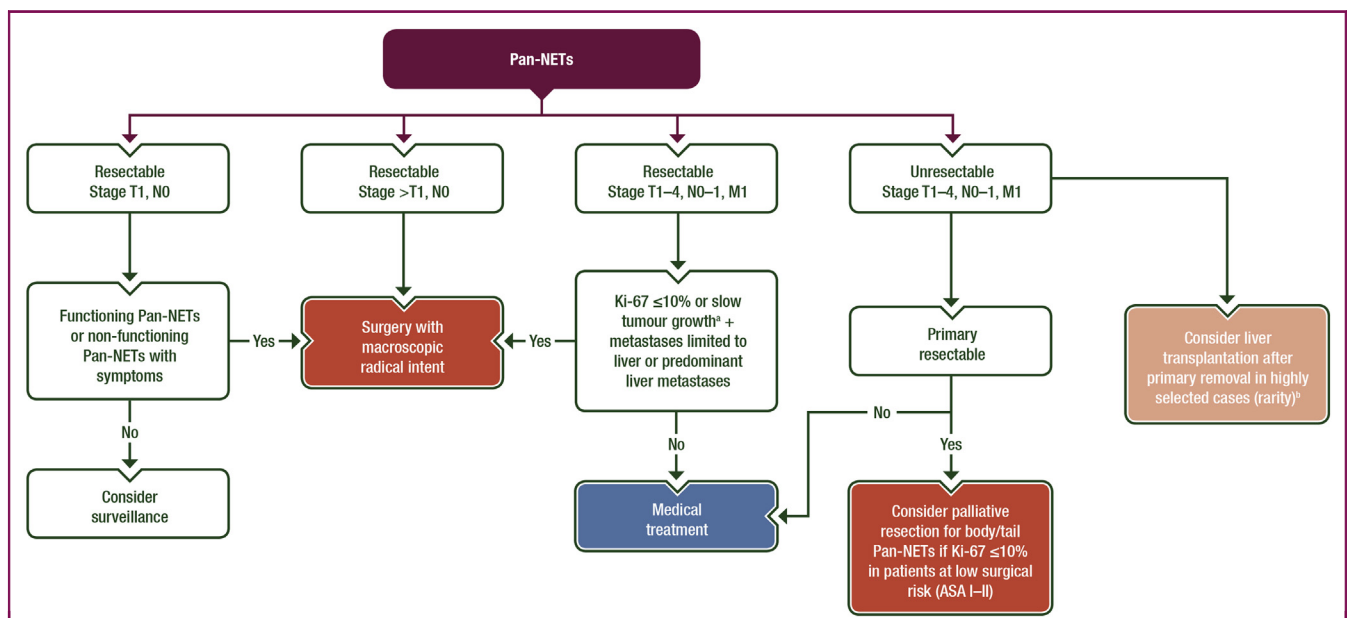 Pan-NETs
Resectable
Stage T1, N0
Resectable
Stage >T1, N0
Resectable
Stage T1–4, N0–1, M1
Unresectable
Stage T1–4, N0–1, M1
Functioning Pan-NETs
or non-functioning
Pan-NETs with
symptoms
Yes
Surgery with
macroscopic
radical intent
Yes
Ki-67 ≤10% or slow
tumour growthᵃ +
metastases limited to
liver or predominant
liver metastases
Primary
resectable
Consider liver
transplantation after
primary removal in highly
selected cases (rarity)ᵇ
No
No
No
Yes
Consider
surveillance
Medical
treatment
Consider palliative
resection for body/tail
Pan-NETs if Ki-67 ≤10%
in patients at low surgical
risk (ASA I–II)